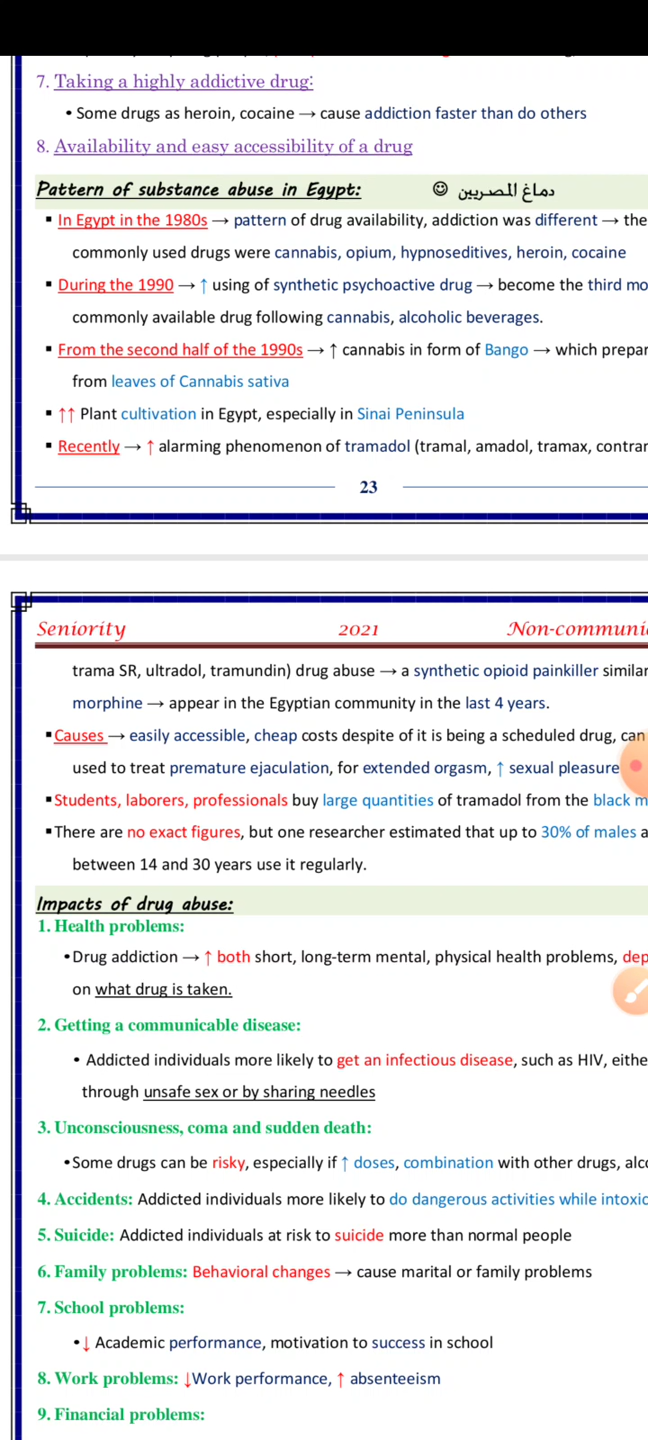 7. Taking a highly addictive drug:
• Some drugs as heroin, cocaine → cause addiction faster than do others
8. Availability and easy accessibility of a drug
Pattern of substance abuse in Egypt: ☺ دماغ المصريين
▪ In Egypt in the 1980s → pattern of drug availability, addiction was different → the
commonly used drugs were cannabis, opium, hypnoseditives, heroin, cocaine
▪ During the 1990 → ↑ using of synthetic psychoactive drug → become the third mo
commonly available drug following cannabis, alcoholic beverages.
▪ From the second half of the 1990s → ↑ cannabis in form of Bango → which prepar
from leaves of Cannabis sativa
▪ ↑↑ Plant cultivation in Egypt, especially in Sinai Peninsula
▪ Recently → ↑ alarming phenomenon of tramadol (tramal, amadol, tramax, contrar
23
Seniority 2021 Non-communi
trama SR, ultradol, tramundin) drug abuse → a synthetic opioid painkiller similar
morphine → appear in the Egyptian community in the last 4 years.
▪ Causes → easily accessible, cheap costs despite of it is being a scheduled drug, can
used to treat premature ejaculation, for extended orgasm, ↑ sexual pleasure
▪ Students, laborers, professionals buy large quantities of tramadol from the black m
▪ There are no exact figures, but one researcher estimated that up to 30% of males a
between 14 and 30 years use it regularly.
Impacts of drug abuse:
1. Health problems:
• Drug addiction → ↑ both short, long-term mental, physical health problems, dep
on what drug is taken.
2. Getting a communicable disease:
• Addicted individuals more likely to get an infectious disease, such as HIV, eithe
through unsafe sex or by sharing needles
3. Unconsciousness, coma and sudden death:
• Some drugs can be risky, especially if ↑ doses, combination with other drugs, alco
4. Accidents: Addicted individuals more likely to do dangerous activities while intoxic
5. Suicide: Addicted individuals at risk to suicide more than normal people
6. Family problems: Behavioral changes → cause marital or family problems
7. School problems:
• ↓ Academic performance, motivation to success in school
8. Work problems: ↓Work performance, ↑ absenteeism
9. Financial problems: